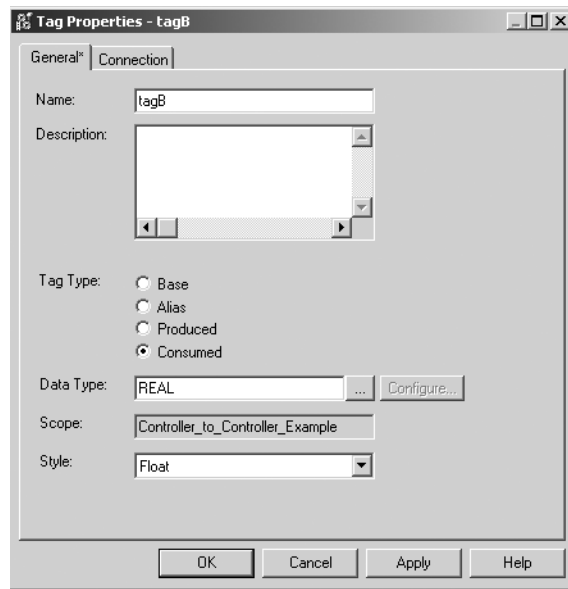 Tag Properties - tagB
General* Connection
Name: tagB
Description:
Tag Type: Base
Alias
Produced
Consumed
Data Type: REAL ... Configure...
Scope: Controller_to_Controller_Example
Style: Float
OK Cancel Apply Help